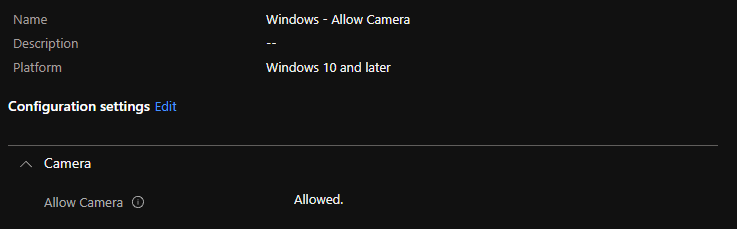 Name Windows - Allow Camera
Description --
Platform Windows 10 and later
Configuration settings Edit
Camera
Allow Camera Allowed.